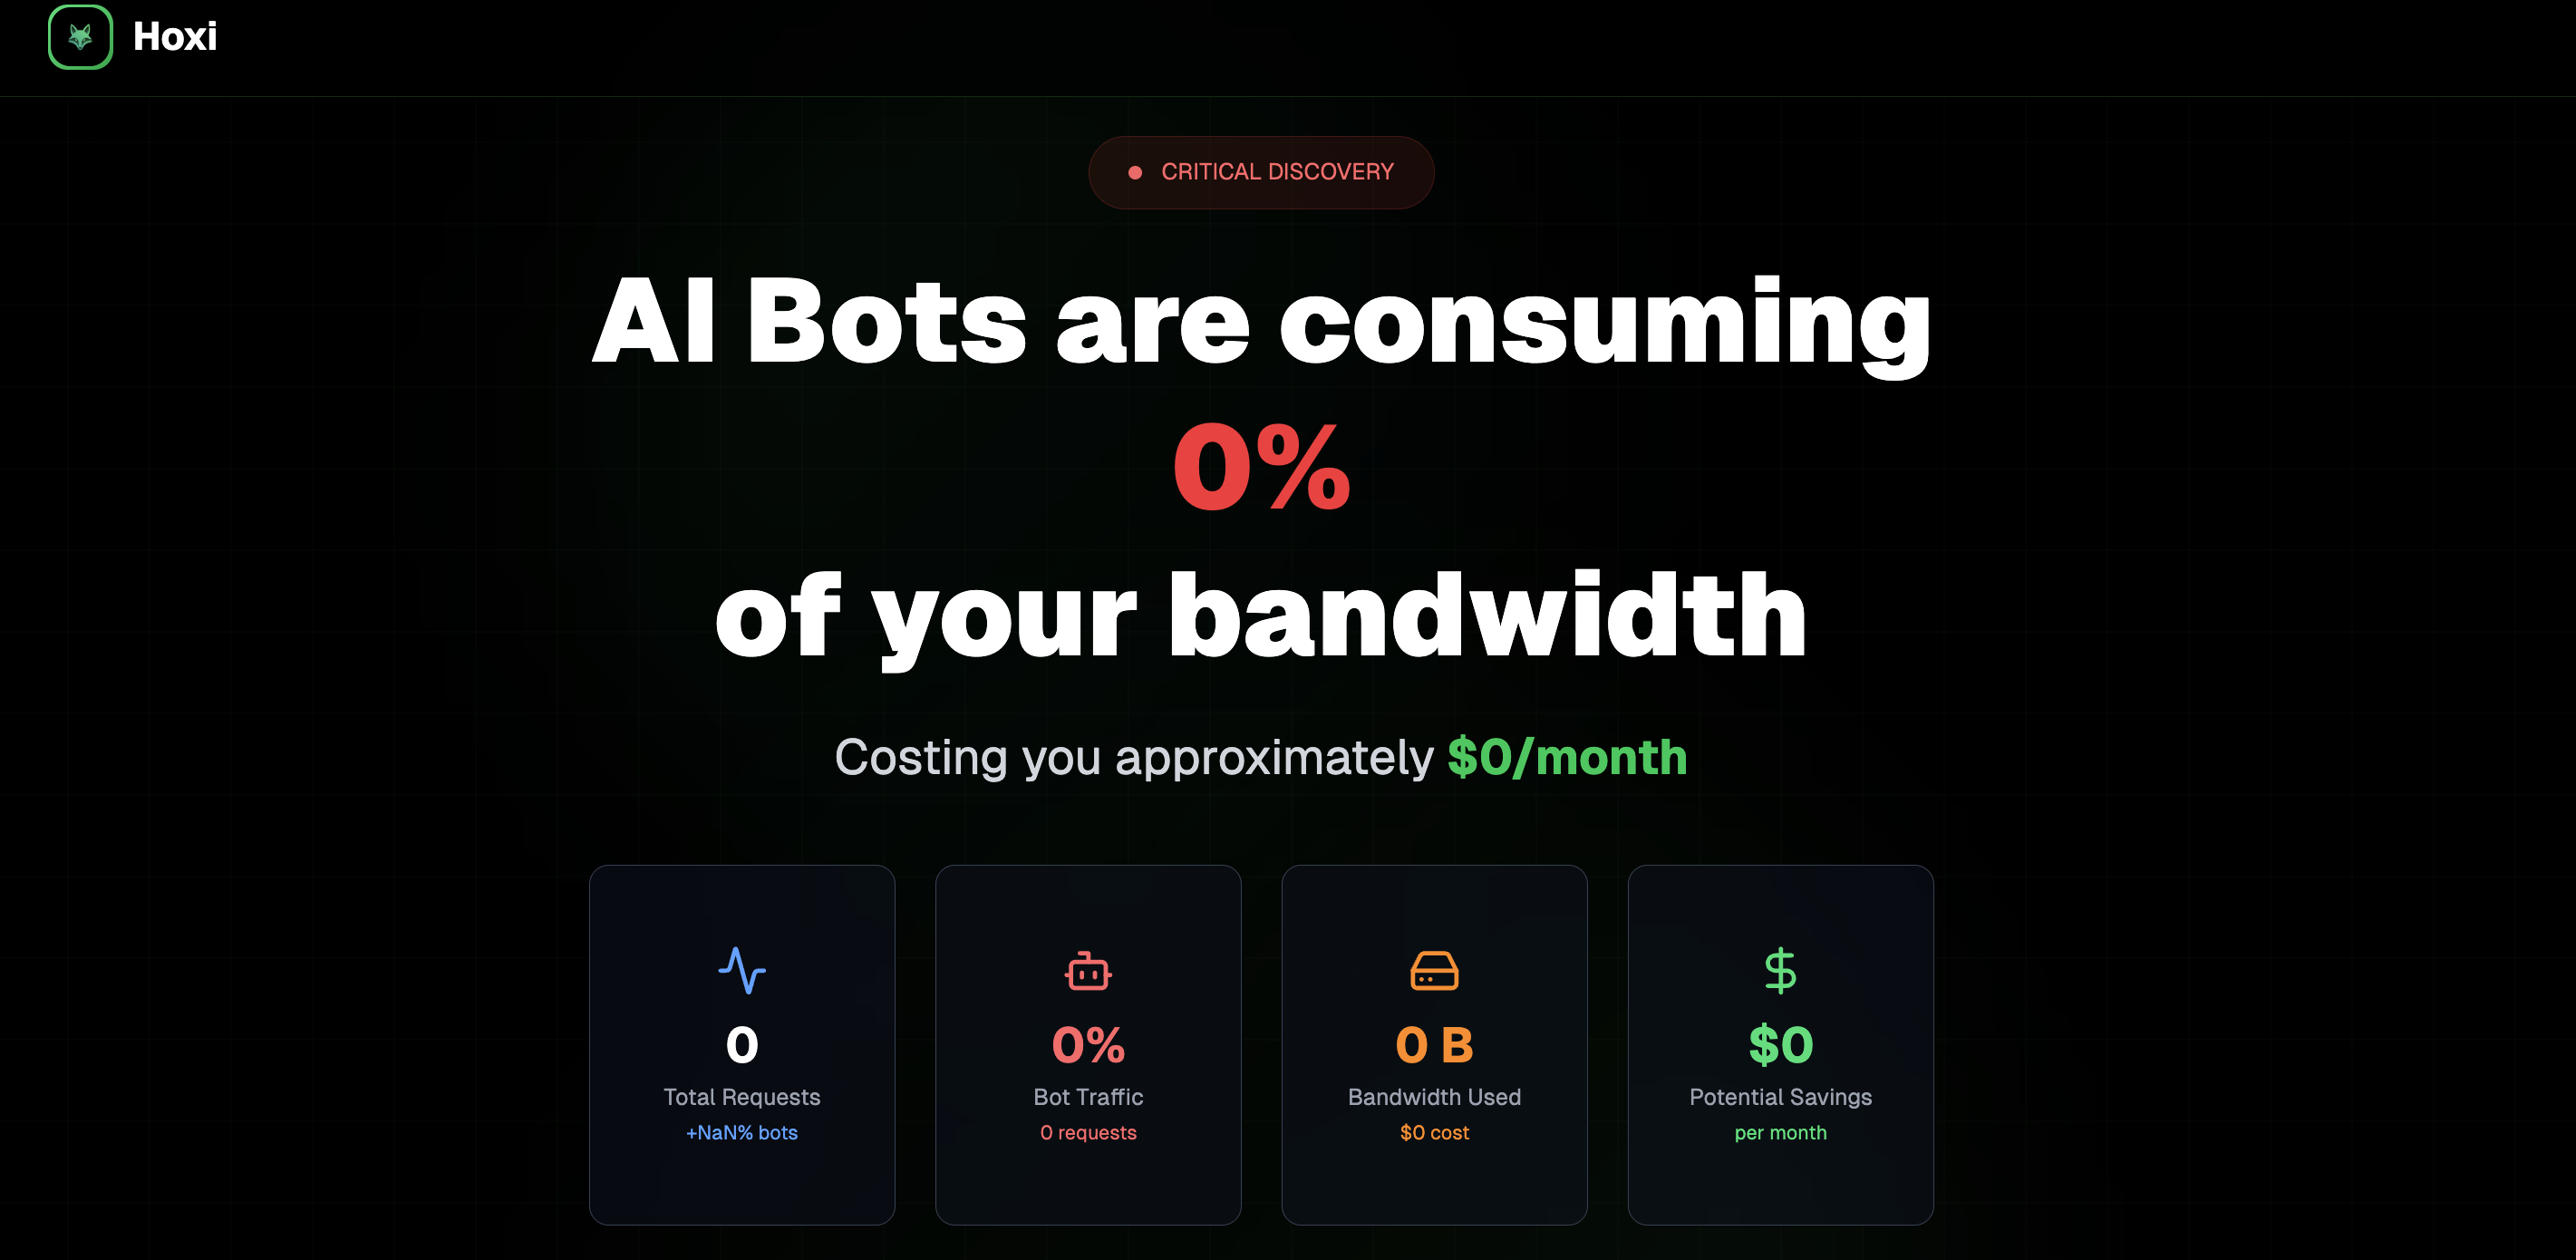 Hoxi
CRITICAL DISCOVERY
AI Bots are consuming
0%
of your bandwidth
Costing you approximately $0/month
0
Total Requests
+NaN% bots
0%
Bot Traffic
0 requests
0 B
Bandwidth Used
$0 cost
$0
Potential Savings
per month